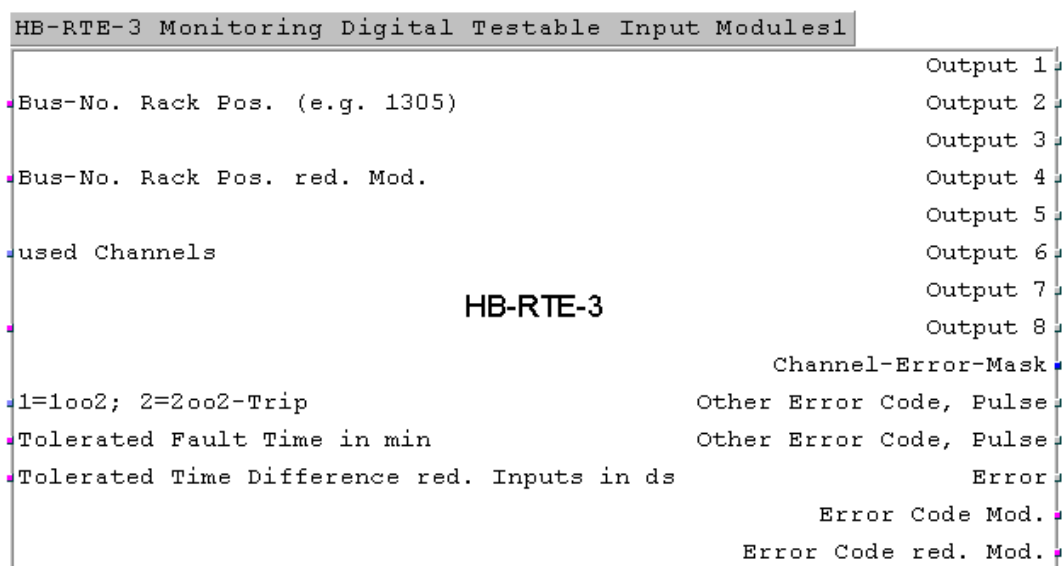 HB-RTE-3 Monitoring Digital Testable Input Modules1
Output 1
Bus-No. Rack Pos. (e.g. 1305) Output 2
Output 3
Bus-No. Rack Pos. red. Mod. Output 4
Output 5
used Channels Output 6
Output 7
HB-RTE-3
Output 8
Channel-Error-Mask
1=1oo2; 2=2oo2-Trip Other Error Code, Pulse
Tolerated Fault Time in min Other Error Code, Pulse
Tolerated Time Difference red. Inputs in ds Error
Error Code Mod.
Error Code red. Mod.